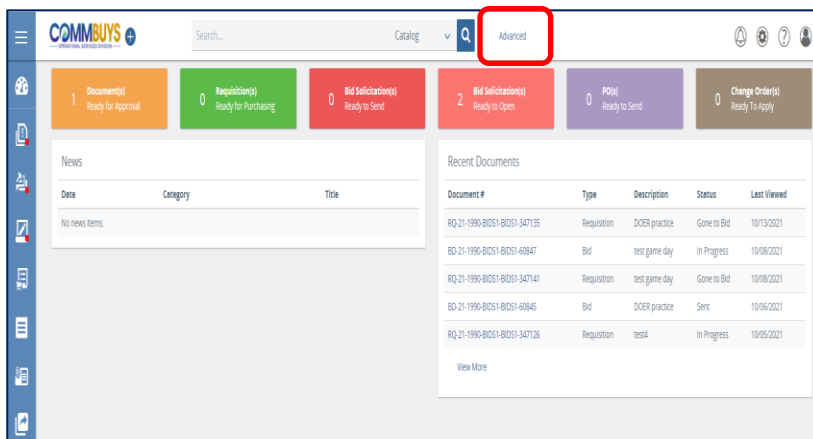 COMMBUYS
OPERATIONAL SERVICES DIVISION
Search... Catalog Advanced
1 Document(s) Ready for Approval
0 Requisition(s) Ready for Purchasing
0 Bid Solicitation(s) Ready to Send
2 Bid Solicitation(s) Ready to Open
0 PO(s) Ready to Send
0 Change Order(s) Ready To Apply
News
Date Category Title
No news items.
Recent Documents
Document # Type Description Status Last Viewed
RQ-21-1990-BIDS1-BIDS1-347135 Requisition DOER practice Gone to Bid 10/13/2021
BD-21-1990-BIDS1-BIDS1-60847 Bid test game day In Progress 10/08/2021
RQ-21-1990-BIDS1-BIDS1-347141 Requisition test game day Gone to Bid 10/08/2021
BD-21-1990-BIDS1-BIDS1-60845 Bid DOER practice Sent 10/06/2021
RQ-21-1990-BIDS1-BIDS1-347126 Requisition test4 In Progress 10/05/2021
View More